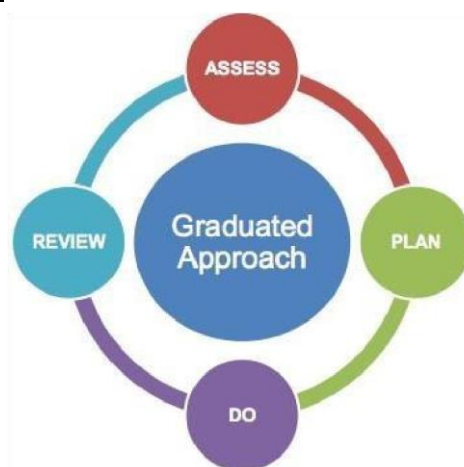 ASSESS
Graduated
Approach
REVIEW
PLAN
DO